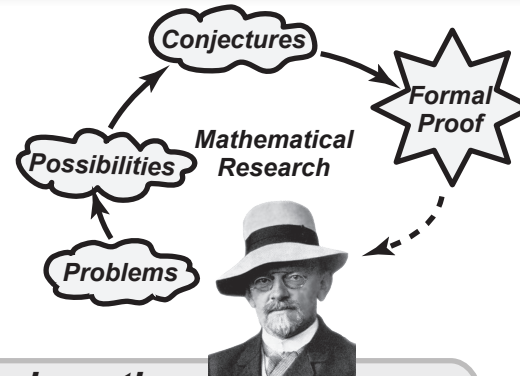 Conjectures
Formal
Proof
Mathematical
Research
Possibilities
Problems